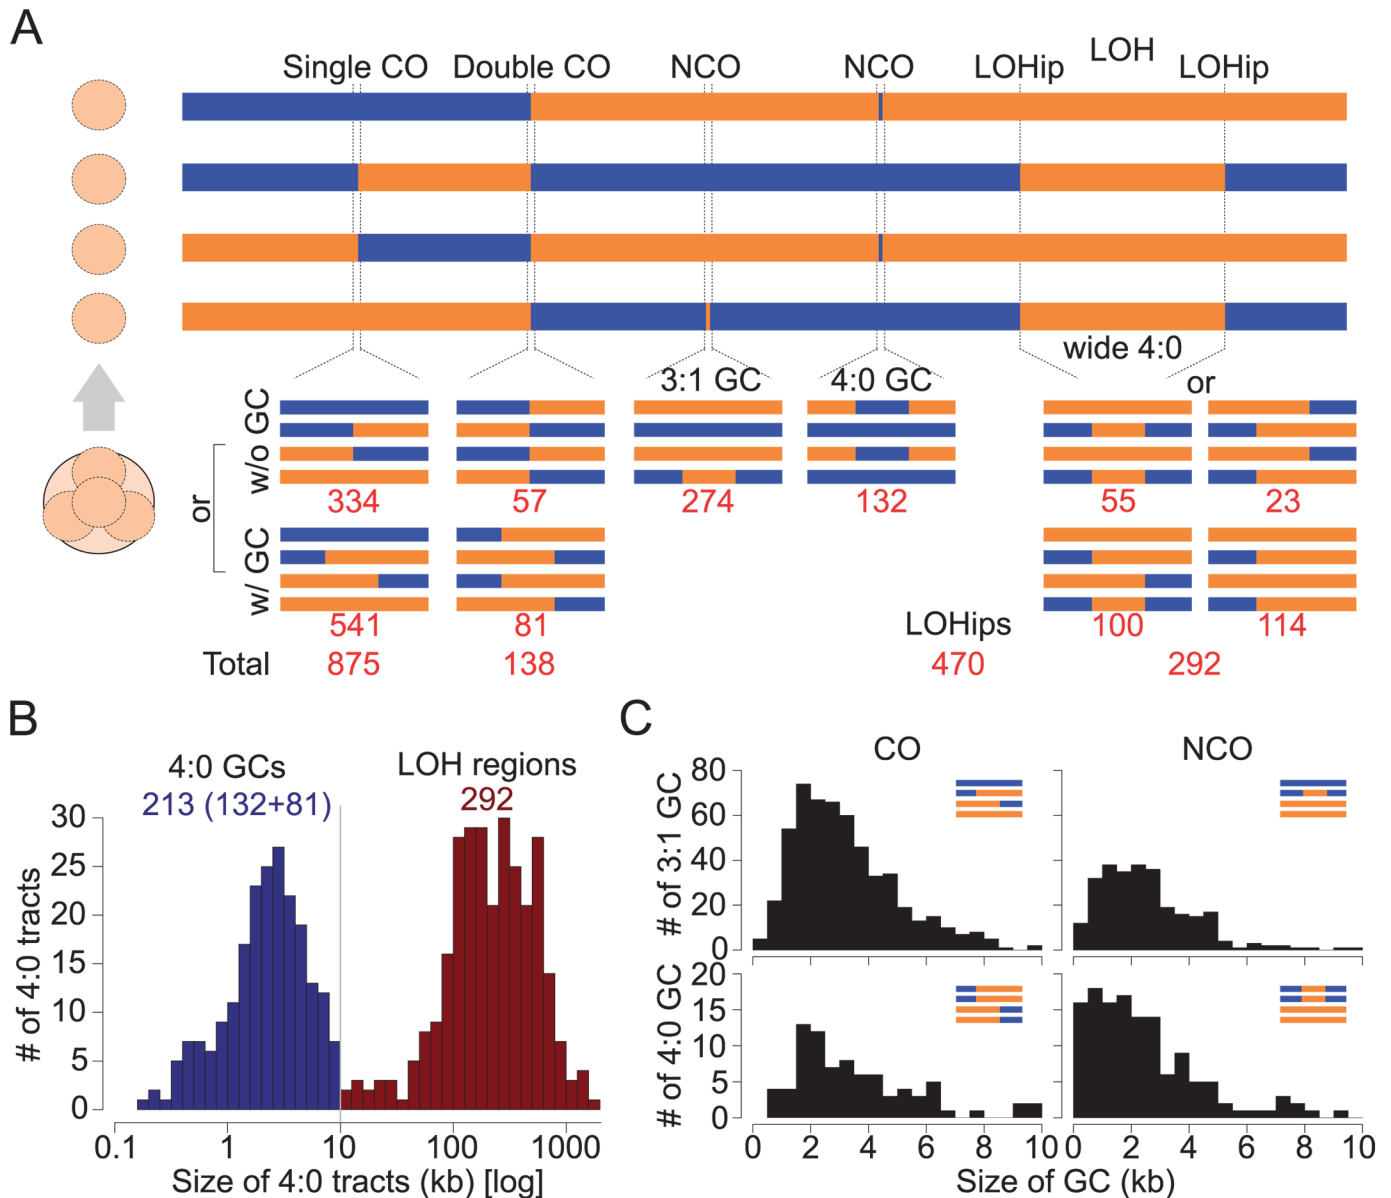 A
Single CO Double CO NCO NCO LOHip LOH LOHip
wide 4:0
3:1 GC 4:0 GC or
w/o GC
334 57 274 132 55 23
or
w/ GC
541 81 LOHips 100 114
Total 875 138 470 292
B
4:0 GCs LOH regions
213 (132+81) 292
# of 4:0 tracts
30
25
20
15
10
5
0
0.1 1 10 100 1000
Size of 4:0 tracts (kb) [log]
C
CO NCO
# of 3:1 GC
80
60
40
20
0
# of 4:0 GC
20
15
10
5
0
0 2 4 6 8 10 0 2 4 6 8 10
Size of GC (kb)